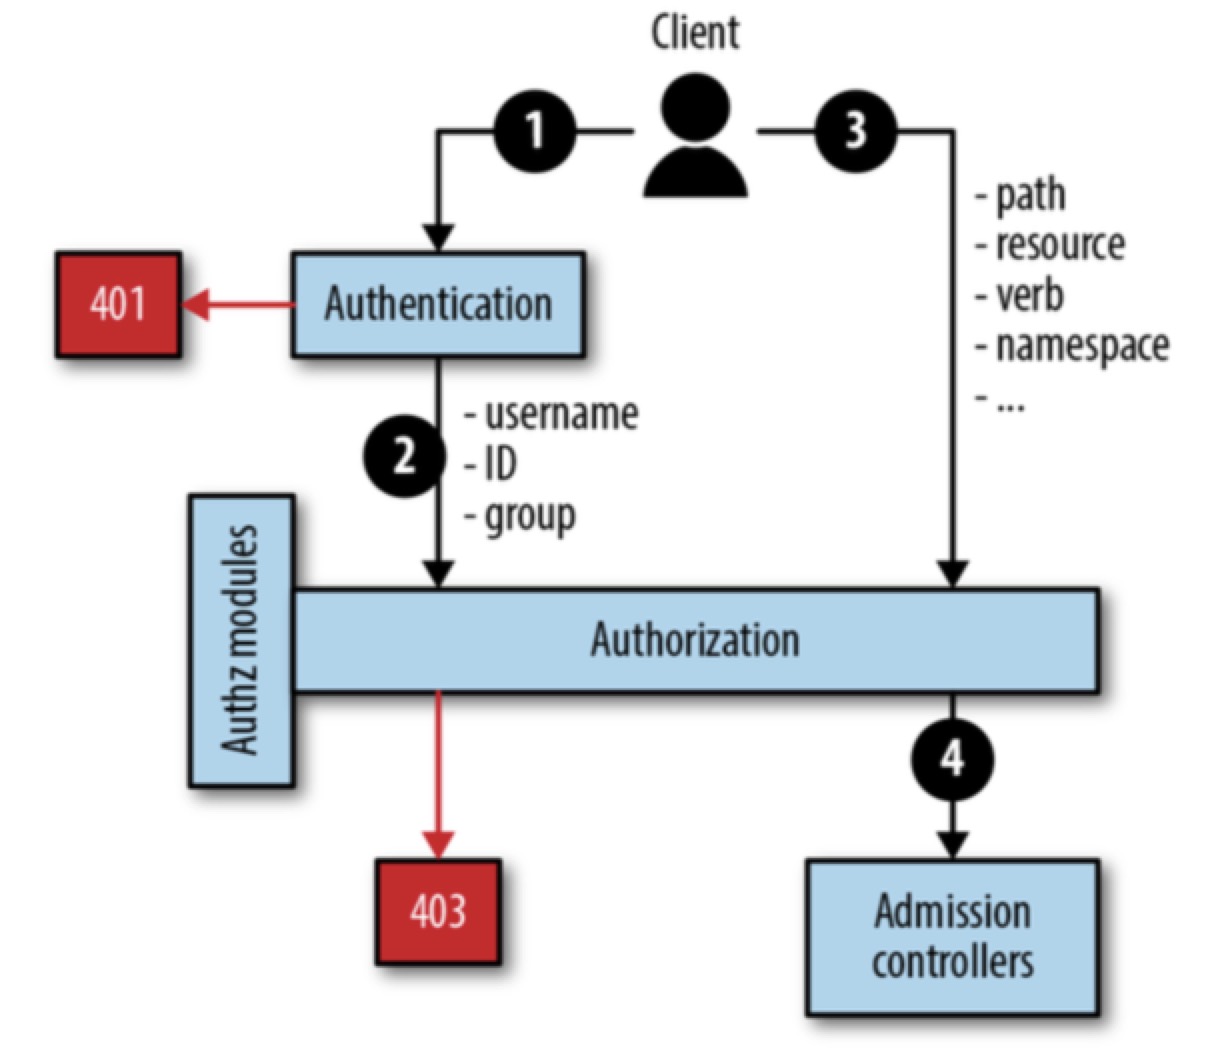 Client
1
3
- path
- resource
- verb
- namespace
- ...
401
Authentication
2
- username
- ID
- group
Authz modules
Authorization
4
403
Admission
controllers